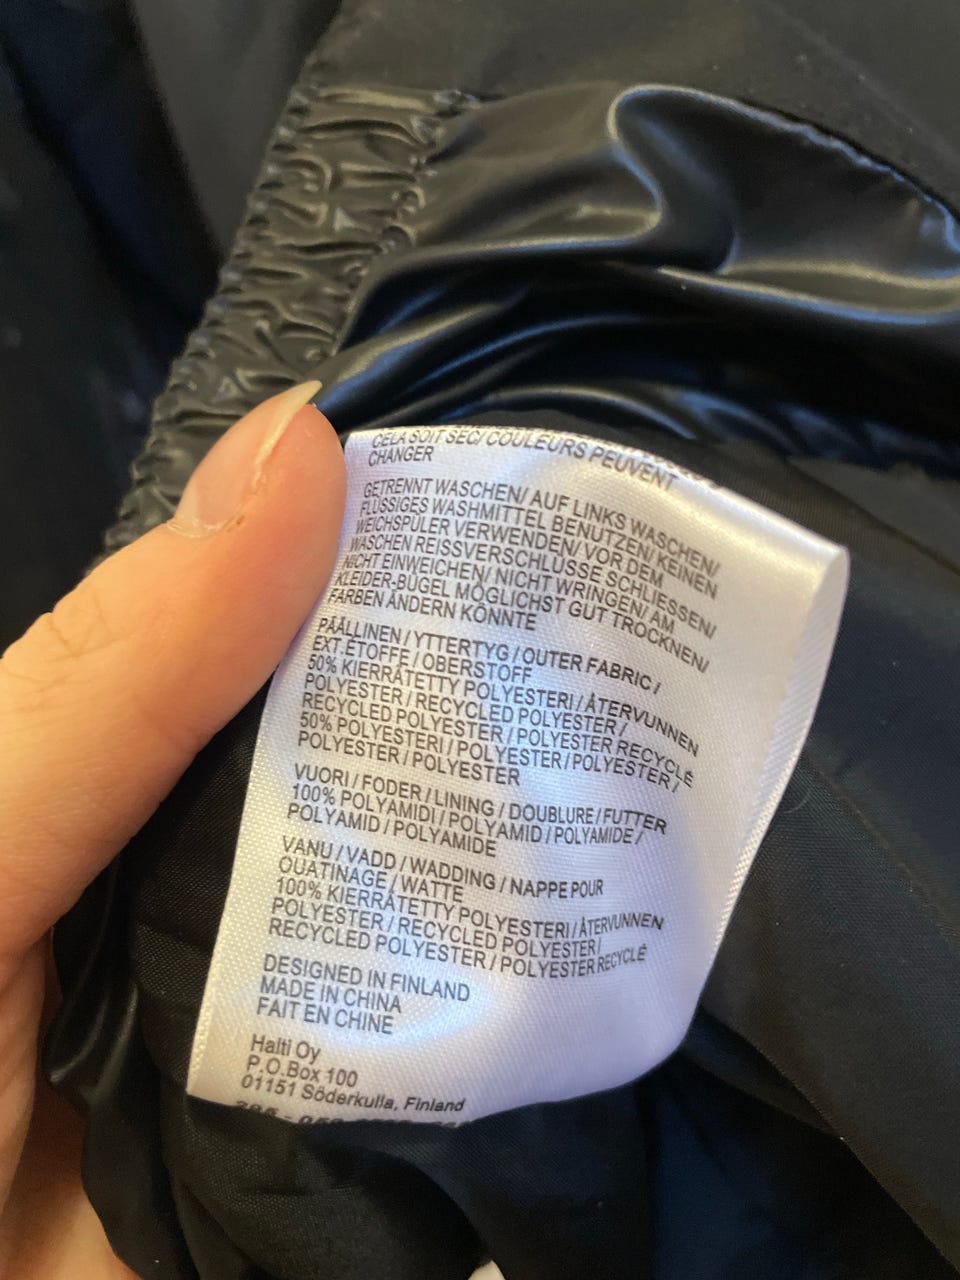 CELA SOIT SEC/ COULEURS PEUVENT
CHANGER
GETRENNT WASCHEN/ AUF LINKS WASCHEN/
FLÜSSIGES WASHMITTEL BENUTZEN/ KEINEN
WEICHSPÜLER VERWENDEN/ VOR DEM
WASCHEN REISSVERSCHLÜSSE SCHLIESSEN/
NICHT EINWEICHEN/ NICHT WRINGEN/ AM
KLEIDER-BÜGEL MÖGLICHST GUT TROCKNEN/
FARBEN ÄNDERN KÖNNTE
PÄÄLLINEN / YTTERTYG / OUTER FABRIC /
EXT.ÉTOFFE / OBERSTOFF
50% KIERRÄTETTY POLYESTERI / ÅTERVUNNEN
POLYESTER / RECYCLED POLYESTER /
RECYCLED POLYESTER / POLYESTER RECYCLÉ
50% POLYESTERI / POLYESTER / POLYESTER /
POLYESTER / POLYESTER
VUORI / FODER / LINING / DOUBLURE / FUTTER
100% POLYAMIDI / POLYAMID / POLYAMIDE /
POLYAMID / POLYAMIDE
VANU / VADD / WADDING / NAPPE POUR
OUATINAGE / WATTE
100% KIERRÄTETTY POLYESTERI / ÅTERVUNNEN
POLYESTER / RECYCLED POLYESTER /
RECYCLED POLYESTER / POLYESTER RECYCLÉ
DESIGNED IN FINLAND
MADE IN CHINA
FAIT EN CHINE
Halti Oy
P.O.Box 100
01151 Söderkulla, Finland